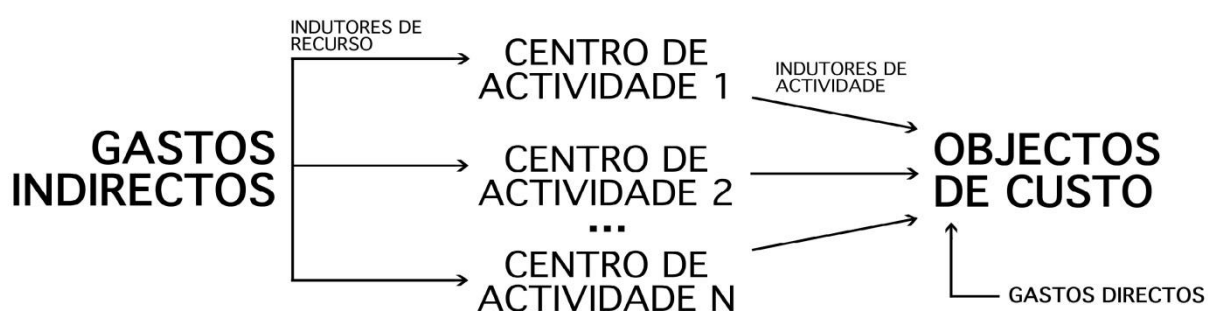 INDUTORES DE
RECURSO
CENTRO DE
ACTIVIDADE 1
INDUTORES DE
ACTIVIDADE
GASTOS
INDIRECTOS
CENTRO DE
ACTIVIDADE 2
...
OBJECTOS
DE CUSTO
CENTRO DE
ACTIVIDADE N
GASTOS DIRECTOS